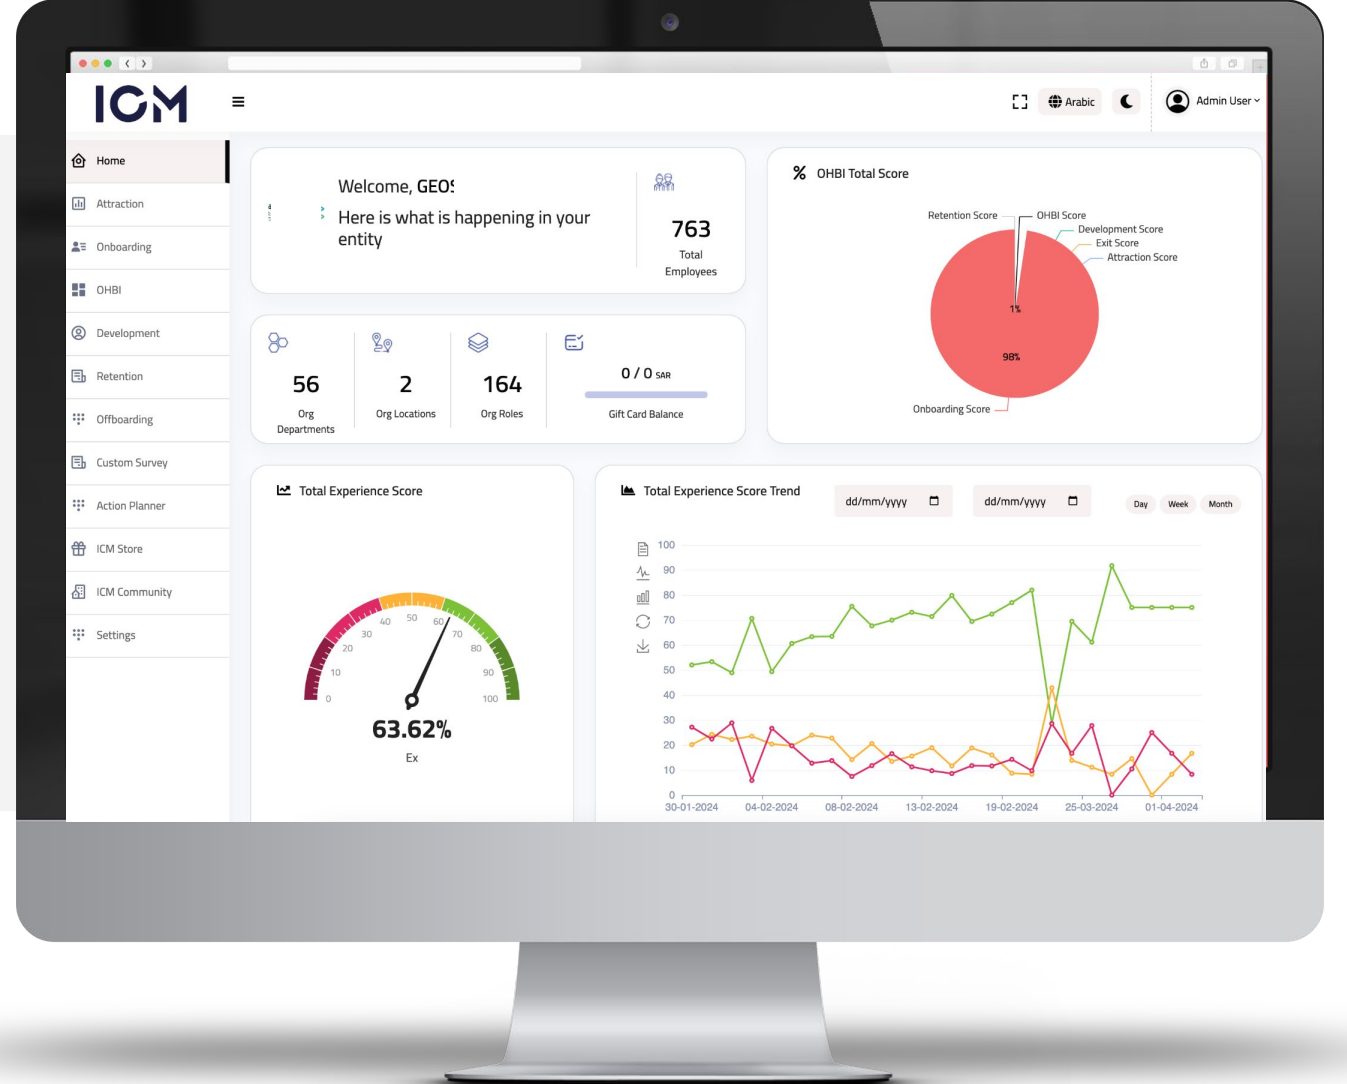 ICM
Arabic
Admin User
Home
Attraction
Onboarding
OHBI
Development
Retention
Offboarding
Custom Survey
Action Planner
ICM Store
ICM Community
Settings
Welcome, GEOS
Here is what is happening in your
entity
763
Total
Employees
56
Org
Departments
2
Org Locations
164
Org Roles
0 / 0 SAR
Gift Card Balance
% OHBI Total Score
Retention Score
OHBI Score
Development Score
Exit Score
Attraction Score
1%
98%
Onboarding Score
Total Experience Score
0
10
20
30
40
50
60
70
80
90
100
63.62%
Ex
Total Experience Score Trend
dd/mm/yyyy
dd/mm/yyyy
Day
Week
Month
100
90
80
70
60
50
40
30
20
10
0
30-01-2024
04-02-2024
08-02-2024
13-02-2024
19-02-2024
25-03-2024
01-04-2024